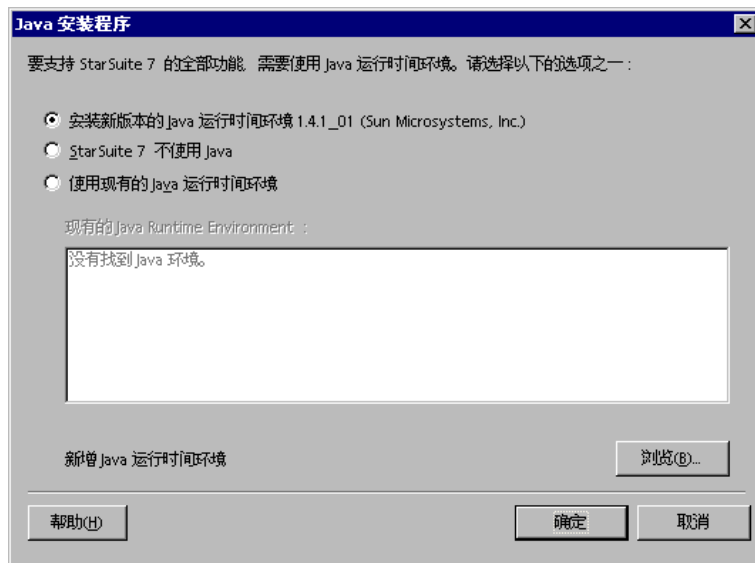 Java 安装程序
要支持 StarSuite 7 的全部功能, 需要使用 Java 运行时间环境。请选择以下的选项之一:
安装新版本的 Java 运行时间环境 1.4.1_01 (Sun Microsystems, Inc.)
StarSuite 7 不使用 Java
使用现有的 Java 运行时间环境
现有的 Java Runtime Environment :
没有找到 Java 环境。
新增 Java 运行时间环境
浏览(B)...
帮助(H)
确定
取消